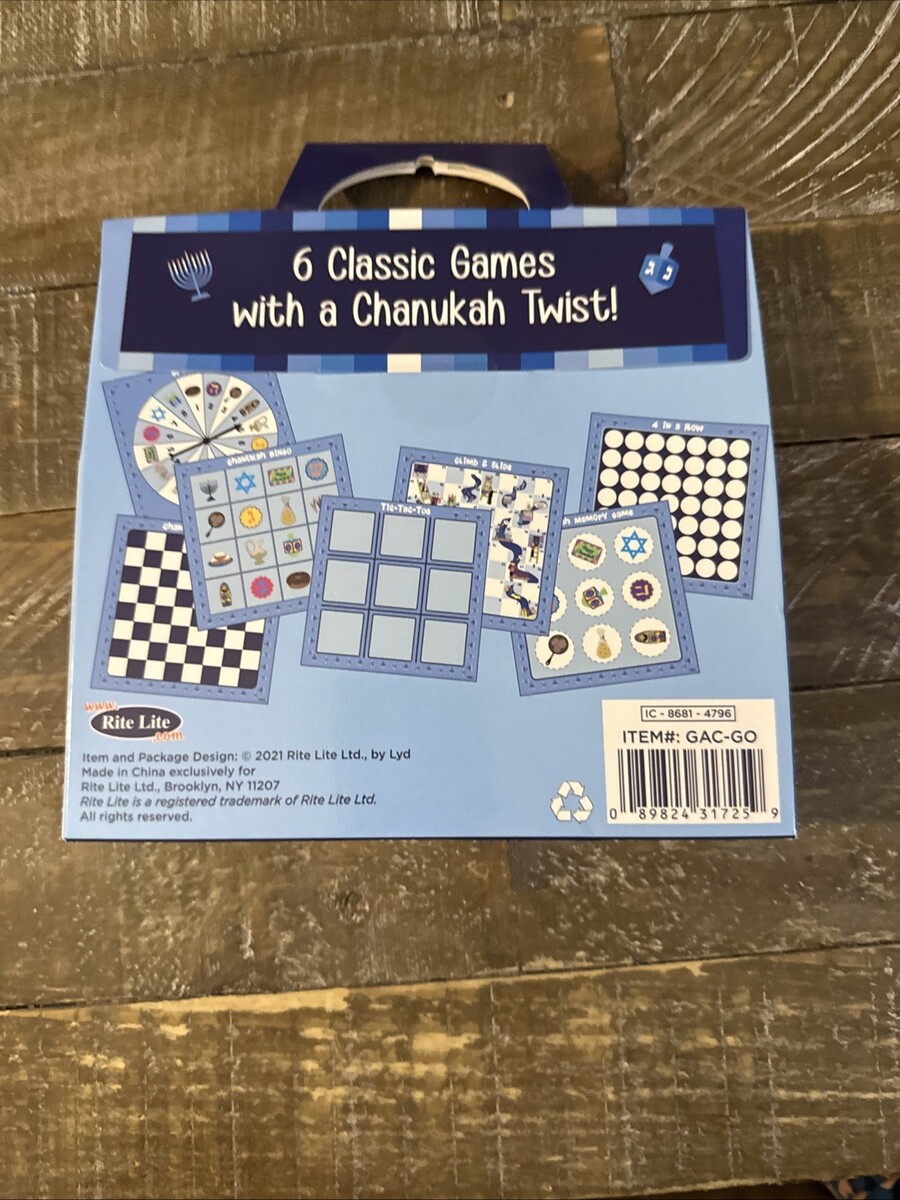 6 Classic Games
with a Chanukah Twist!
Chanukah Bingo
Climb & Slide
4 in a Row
Tic-Tac-Toe
Memory Game
www.
Rite Lite
.com
Item and Package Design: © 2021 Rite Lite Ltd., by Lyd
Made in China exclusively for
Rite Lite Ltd., Brooklyn, NY 11207
Rite Lite is a registered trademark of Rite Lite Ltd.
All rights reserved.
IC - 8681 - 4796
ITEM#: GAC-GO
0 89824 31725 9